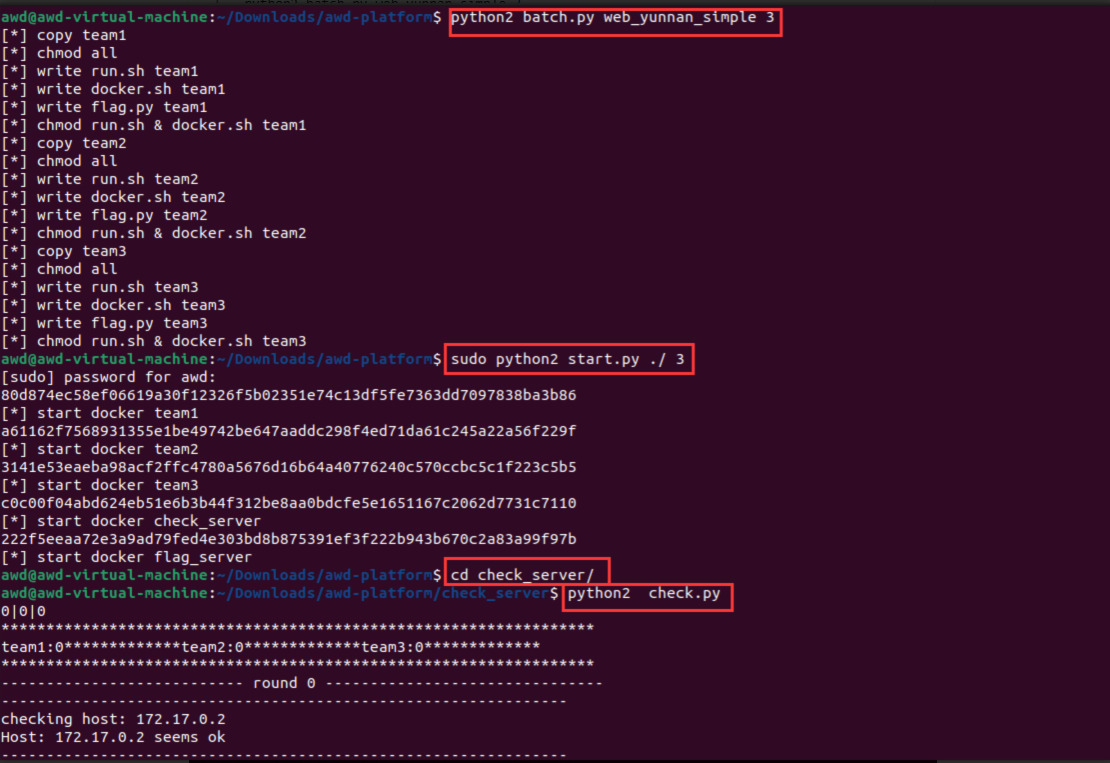 awd@awd-virtual-machine:~/Downloads/awd-platform$ python2 batch.py web_yunnan_simple 3
[*] copy team1
[*] chmod all
[*] write run.sh team1
[*] write docker.sh team1
[*] write flag.py team1
[*] chmod run.sh & docker.sh team1
[*] copy team2
[*] chmod all
[*] write run.sh team2
[*] write docker.sh team2
[*] write flag.py team2
[*] chmod run.sh & docker.sh team2
[*] copy team3
[*] chmod all
[*] write run.sh team3
[*] write docker.sh team3
[*] write flag.py team3
[*] chmod run.sh & docker.sh team3
awd@awd-virtual-machine:~/Downloads/awd-platform$ sudo python2 start.py ./ 3
[sudo] password for awd:
80d874ec58ef06619a30f12326f5b02351e74c13df5fe7363dd7097838ba3b86
[*] start docker team1
a61162f7568931355e1be49742be647aaddc298f4ed71da61c245a22a56f229f
[*] start docker team2
3141e53eaeba98acf2ffc4780a5676d16b64a40776240c570ccbc5c1f223c5b5
[*] start docker team3
c0c00f04abd624eb51e6b3b44f312be8aa0bdcfe5e1651167c2062d7731c7110
[*] start docker check_server
222f5eeaa72e3a9ad79fed4e303bd8b875391ef3f222b943b670c2a83a99f97b
[*] start docker flag_server
awd@awd-virtual-machine:~/Downloads/awd-platform$ cd check_server/
awd@awd-virtual-machine:~/Downloads/awd-platform/check_server$ python2  check.py
0|0|0
******************************************************************
team1:0*************team2:0*************team3:0*************
******************************************************************
--------------------------- round 0 -------------------------------
---------------------------------------------------------------
checking host: 172.17.0.2
Host: 172.17.0.2 seems ok
---------------------------------------------------------------